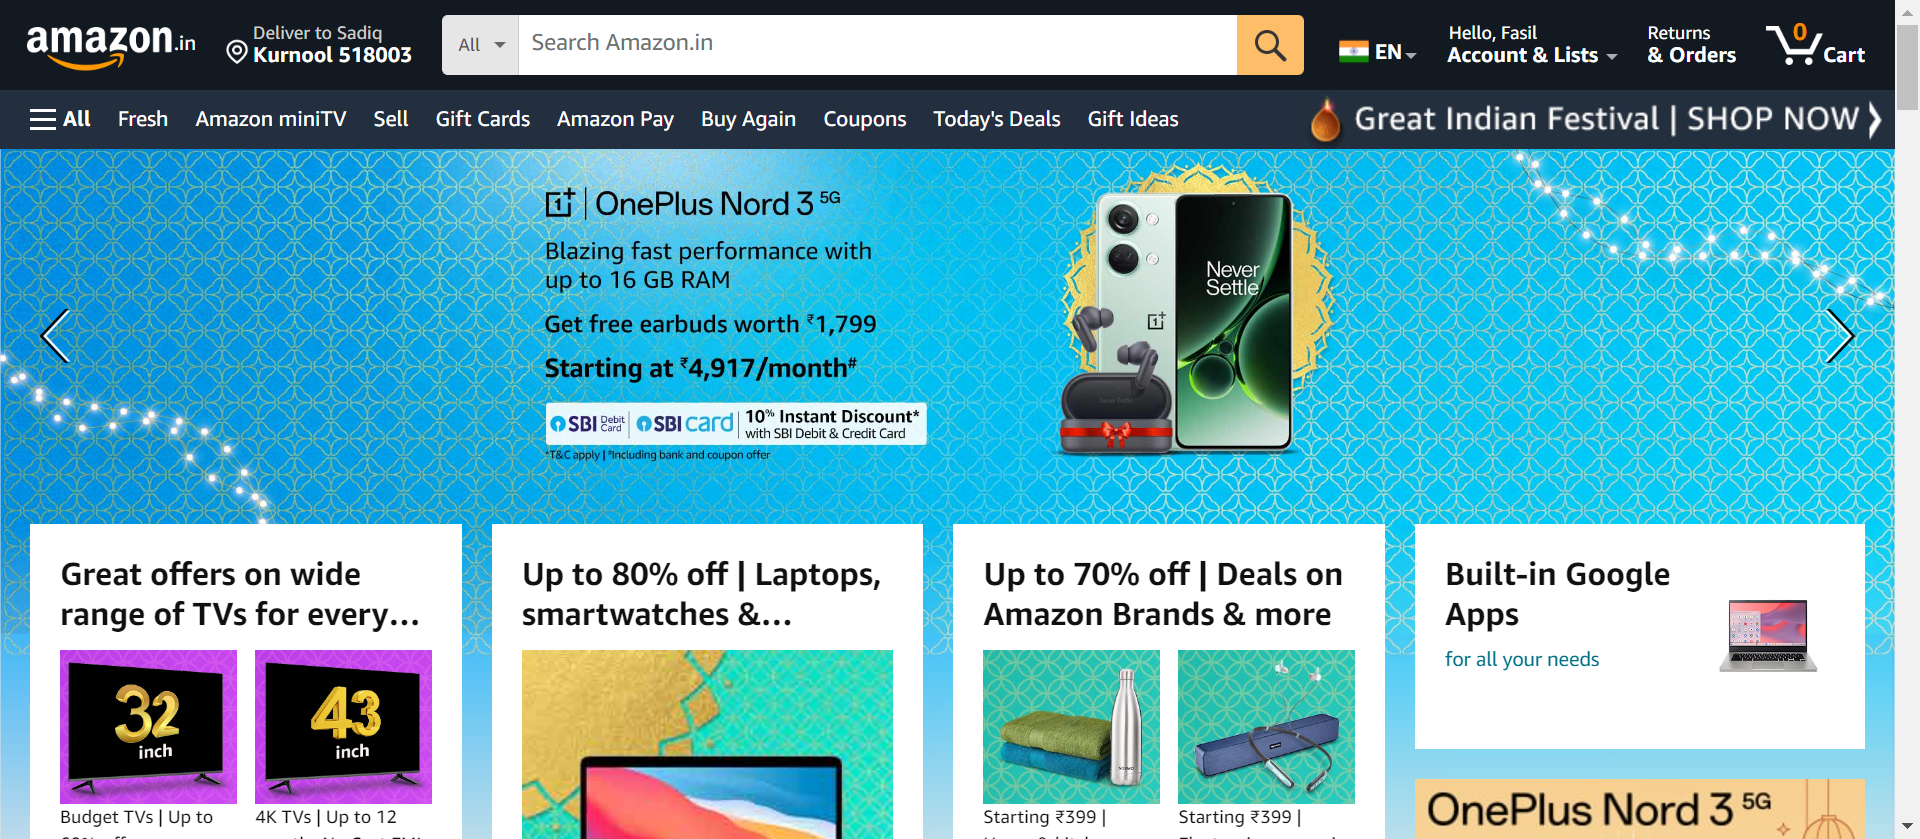 amazon.in
Deliver to Sadiq
Kurnool 518003
All
Search Amazon.in
EN
Hello, Fasil
Account & Lists
Returns
& Orders
0
Cart
All
Fresh
Amazon miniTV
Sell
Gift Cards
Amazon Pay
Buy Again
Coupons
Today's Deals
Gift Ideas
Great Indian Festival | SHOP NOW
1+ | OnePlus Nord 3 5G
Blazing fast performance with
up to 16 GB RAM
Get free earbuds worth ₹1,799
Starting at ₹4,917/month#
SBI Debit Card | SBI card | 10% Instant Discount*
with SBI Debit & Credit Card
*T&C apply | #Including bank and coupon offer
Never
Settle
Great offers on wide
range of TVs for every...
32
inch
43
inch
Budget TVs | Up to
4K TVs | Up to 12
Up to 80% off | Laptops,
smartwatches &...
Up to 70% off | Deals on
Amazon Brands & more
Starting ₹399 |
Starting ₹399 |
Built-in Google
Apps
for all your needs
OnePlus Nord 3 5G